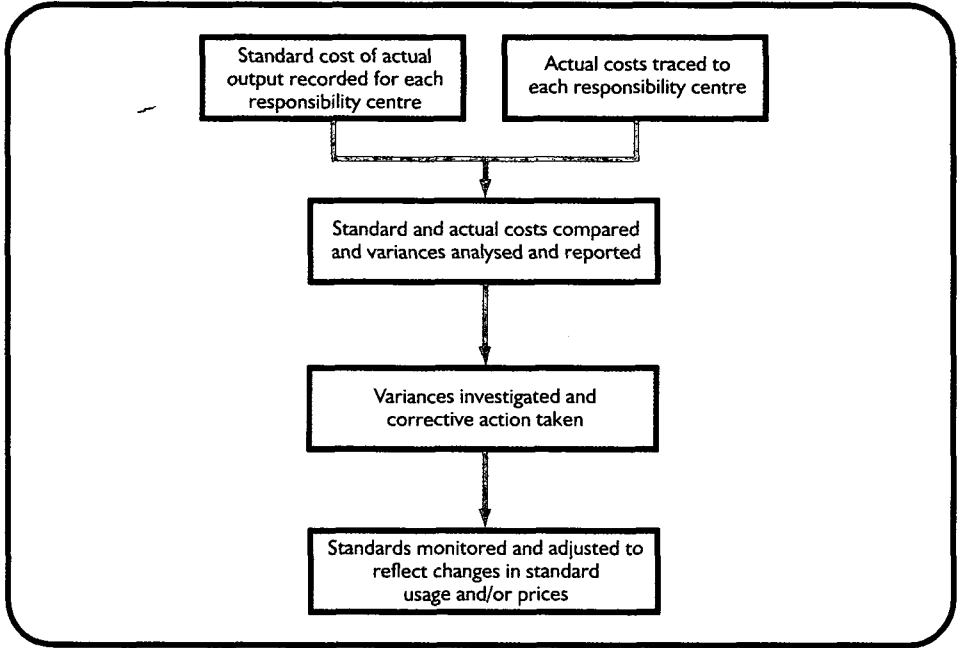 Standard cost of actual
output recorded for each
responsibility centre
Actual costs traced to
each responsibility centre
Standard and actual costs compared
and variances analysed and reported
Variances investigated and
corrective action taken
Standards monitored and adjusted to
reflect changes in standard
usage and/or prices